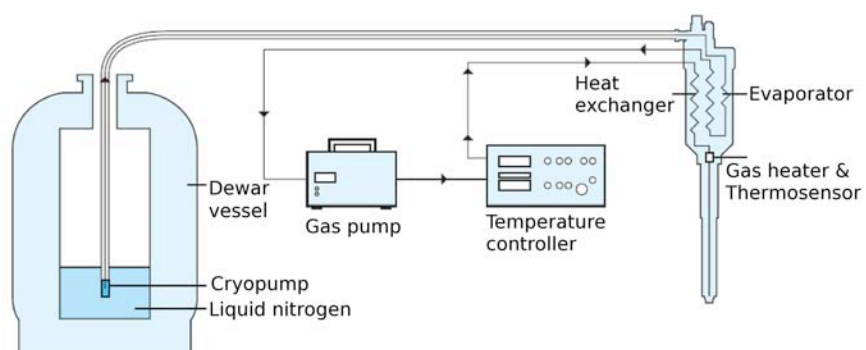 Heat
exchanger
Evaporator
Gas heater &
Thermosensor
Dewar
vessel
Gas pump
Temperature
controller
Cryopump
Liquid nitrogen